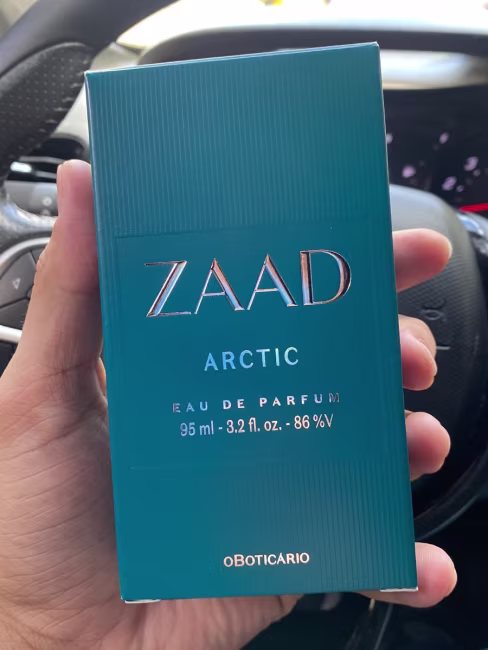 ZAAD
ARCTIC
EAU DE PARFUM
95 ml - 3.2 fl. oz. - 86 %V
oBOTICÁRIO